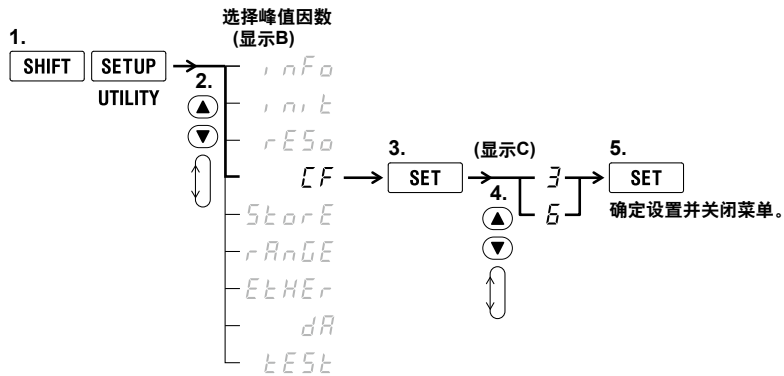 选择峰值因数
(显示B)
1.
SHIFT SETUP
UTILITY
2.
inFo
init
rESo
CF
StorE
rAnGE
EtHEr
dA
tESt
3.
SET
(显示C)
4.
3
6
5.
SET
确定设置并关闭菜单。